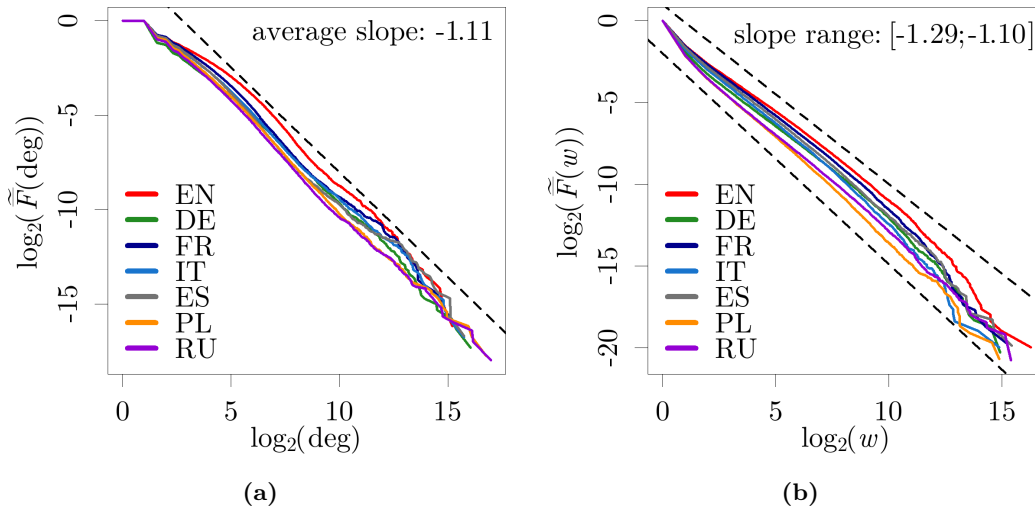 average slope: -1.11
0
-5
-10
-15
log₂(F̃̅(deg))
EN
DE
FR
IT
ES
PL
RU
0 5 10 15
log₂(deg)
(a)
slope range: [-1.29;-1.10]
0
-5
-10
-15
-20
log₂(F̃̅(w))
EN
DE
FR
IT
ES
PL
RU
0 5 10 15
log₂(w)
(b)